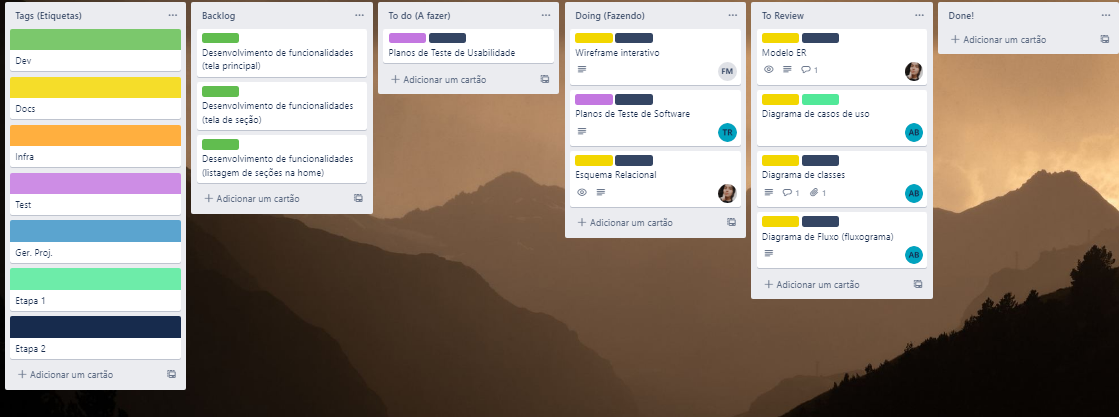 Tags (Etiquetas)
Dev
Docs
Infra
Test
Ger. Proj.
Etapa 1
Etapa 2
Adicionar um cartão
Backlog
Desenvolvimento de funcionalidades
(tela principal)
Desenvolvimento de funcionalidades
(tela de seção)
Desenvolvimento de funcionalidades
(listagem de seções na home)
Adicionar um cartão
To do (A fazer)
Planos de Teste de Usabilidade
Adicionar um cartão
Doing (Fazendo)
Wireframe interativo
FM
Planos de Teste de Software
TR
Esquema Relacional
Adicionar um cartão
To Review
Modelo ER
1
Diagrama de casos de uso
AB
Diagrama de classes
1 1
AB
Diagrama de Fluxo (fluxograma)
AB
Adicionar um cartão
Done!
Adicionar um cartão